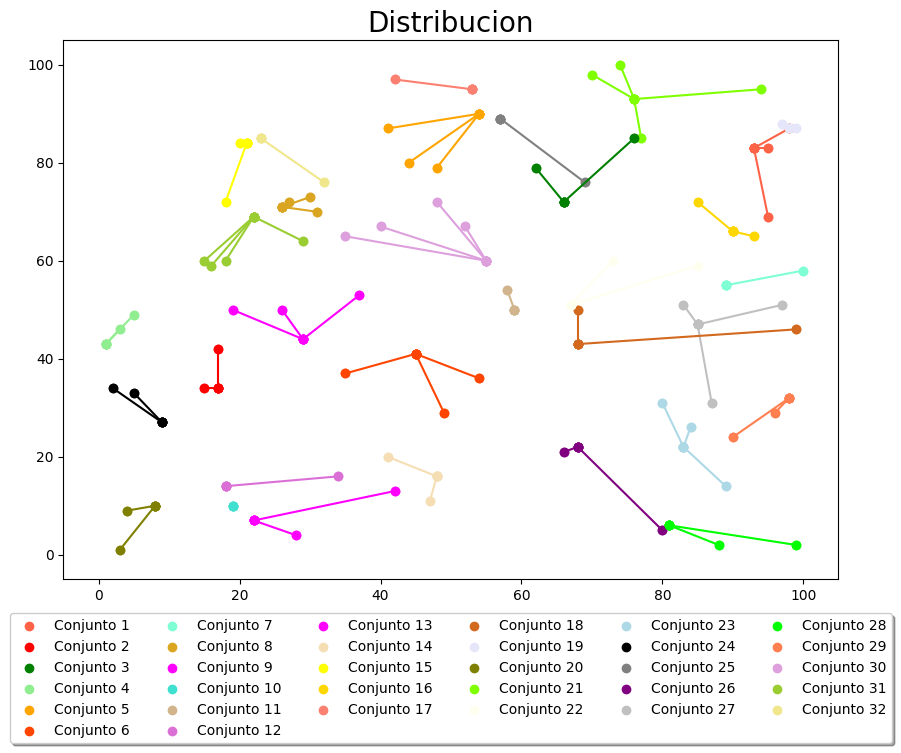 Distribucion
100
80
60
40
20
0
0 20 40 60 80 100
Conjunto 1 Conjunto 7 Conjunto 13 Conjunto 18 Conjunto 23 Conjunto 28
Conjunto 2 Conjunto 8 Conjunto 14 Conjunto 19 Conjunto 24 Conjunto 29
Conjunto 3 Conjunto 9 Conjunto 15 Conjunto 20 Conjunto 25 Conjunto 30
Conjunto 4 Conjunto 10 Conjunto 16 Conjunto 21 Conjunto 26 Conjunto 31
Conjunto 5 Conjunto 11 Conjunto 17 Conjunto 22 Conjunto 27 Conjunto 32
Conjunto 6 Conjunto 12